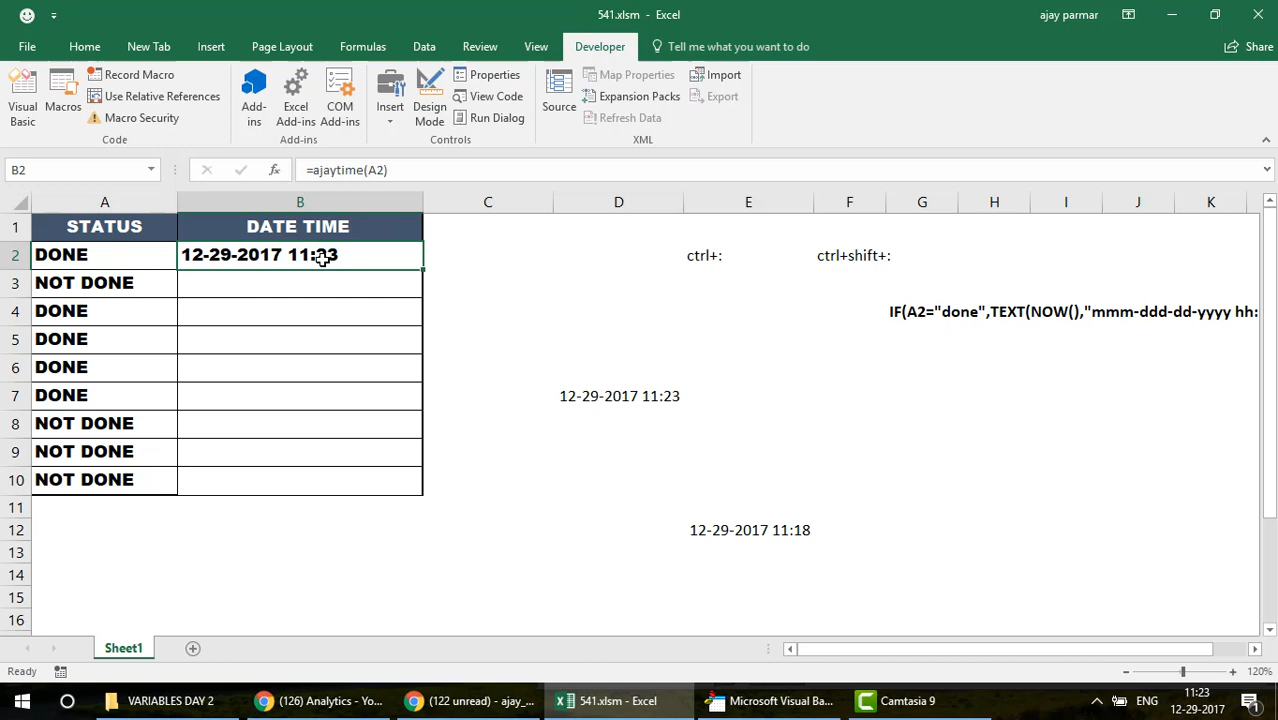 541.xlsm - Excel
ajay parmar
File Home New Tab Insert Page Layout Formulas Data Review View Developer Tell me what you want to do Share
Visual Basic
Macros
Record Macro
Use Relative References
Macro Security
Code
Add-ins
Excel Add-ins
COM Add-ins
Add-ins
Insert
Design Mode
Properties
View Code
Run Dialog
Controls
Source
Map Properties
Expansion Packs
Refresh Data
Import
Export
XML
B2
fx
=ajaytime(A2)
A B C D E F G H I J K
1 STATUS DATE TIME
2 DONE 12-29-2017 11:23 ctrl+: ctrl+shift+:
3 NOT DONE
4 DONE IF(A2="done",TEXT(NOW(),"mmm-ddd-dd-yyyy hh:
5 DONE
6 DONE
7 DONE 12-29-2017 11:23
8 NOT DONE
9 NOT DONE
10 NOT DONE
11
12 12-29-2017 11:18
13
14
15
16
Sheet1
Ready
120%
VARIABLES DAY 2
(126) Analytics - Yo...
(122 unread) - ajay_...
541.xlsm - Excel
Microsoft Visual Ba...
Camtasia 9
ENG
11:23
12-29-2017
1